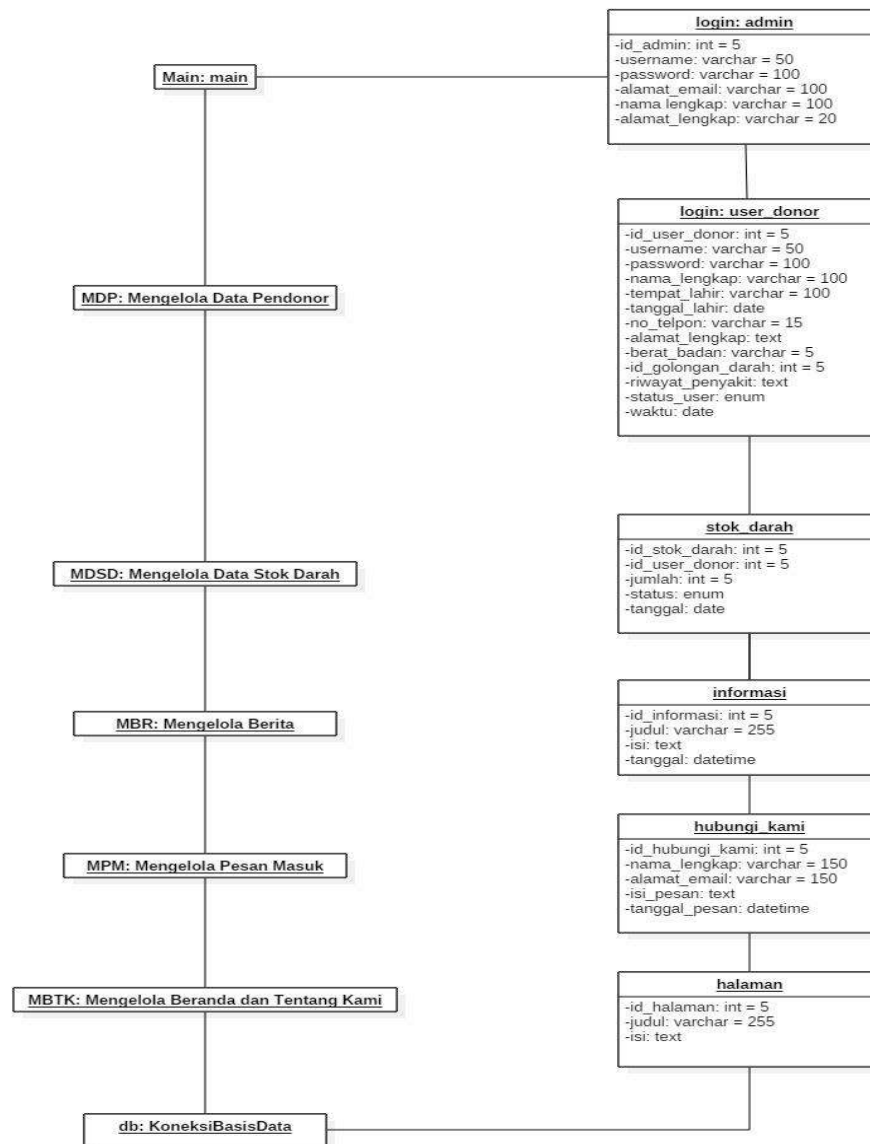 Main: main
MDP: Mengelola Data Pendonor
MDSD: Mengelola Data Stok Darah
MBR: Mengelola Berita
MPM: Mengelola Pesan Masuk
MBTK: Mengelola Beranda dan Tentang Kami
db: KoneksiBasisData
login: admin
-id_admin: int = 5
-username: varchar = 50
-password: varchar = 100
-alamat_email: varchar = 100
-nama lengkap: varchar = 100
-alamat_lengkap: varchar = 20
login: user_donor
-id_user_donor: int = 5
-username: varchar = 50
-password: varchar = 100
-nama_lengkap: varchar = 100
-tempat_lahir: varchar = 100
-tanggal_lahir: date
-no_telpon: varchar = 15
-alamat_lengkap: text
-berat_badan: varchar = 5
-id_golongan_darah: int = 5
-riwayat_penyakit: text
-status_user: enum
-waktu: date
stok_darah
-id_stok_darah: int = 5
-id_user_donor: int = 5
-jumlah: int = 5
-status: enum
-tanggal: date
informasi
-id_informasi: int = 5
-judul: varchar = 255
-isi: text
-tanggal: datetime
hubungi_kami
-id_hubungi_kami: int = 5
-nama_lengkap: varchar = 150
-alamat_email: varchar = 150
-isi_pesan: text
-tanggal_pesan: datetime
halaman
-id_halaman: int = 5
-judul: varchar = 255
-isi: text